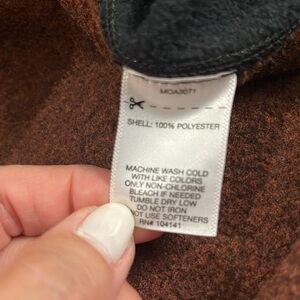 MOA3071
SHELL: 100% POLYESTER
MACHINE WASH COLD
WITH LIKE COLORS
ONLY NON-CHLORINE
BLEACH IF NEEDED
TUMBLE DRY LOW
DO NOT IRON
NOT USE SOFTENERS
RN# 104141